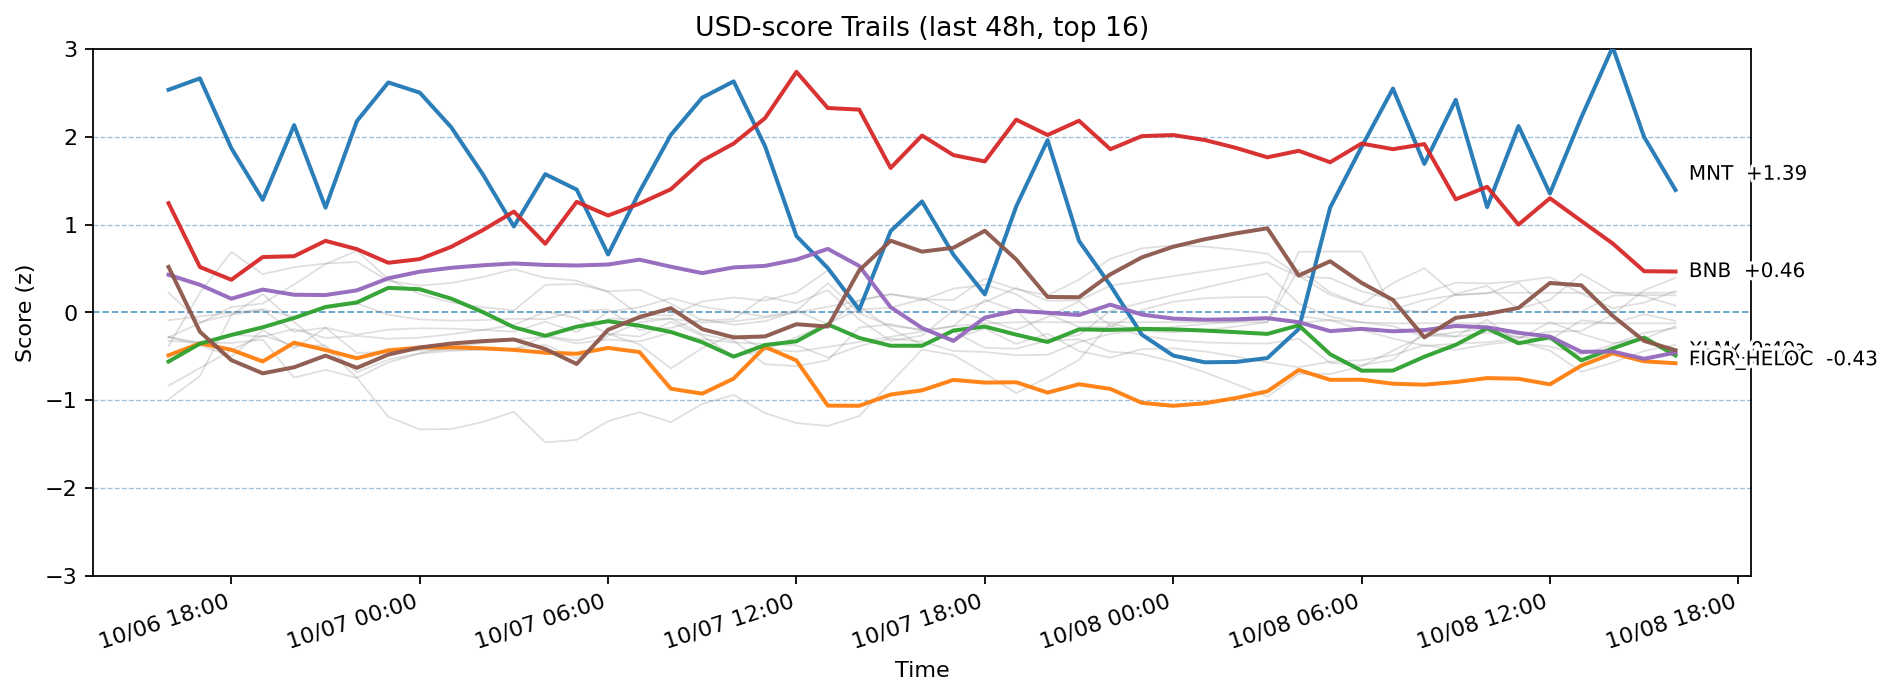 USD-score Trails (last 48h, top 16)
Score (z)
3
2
1
0
−1
−2
−3
MNT +1.39
BNB +0.46
FIGR_HELOC -0.43
10/06 18:00
10/07 00:00
10/07 06:00
10/07 12:00
10/07 18:00
10/08 00:00
10/08 06:00
10/08 12:00
10/08 18:00
Time